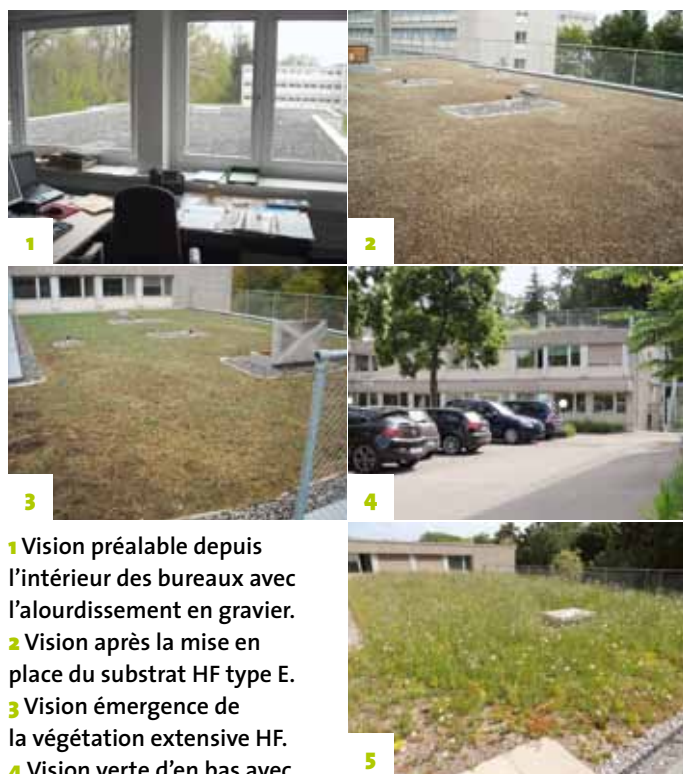 1
2
3
4
5
1 Vision préalable depuis
l'intérieur des bureaux avec
l'alourdissement en gravier.
2 Vision après la mise en
place du substrat HF type E.
3 Vision émergence de
la végétation extensive HF.
4 Vision verte d'en bas avec